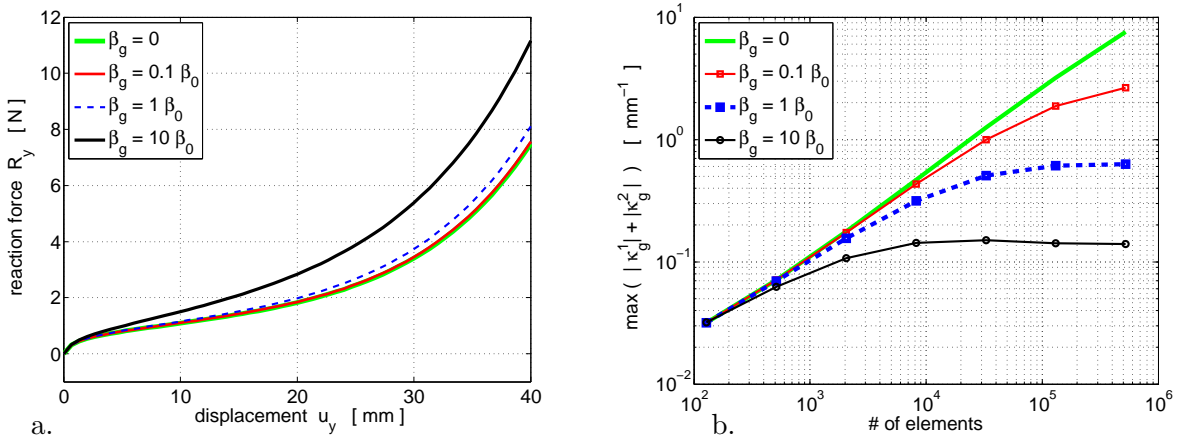 12
10
8
6
4
2
0
reaction force R_y [ N ]
β_g = 0
β_g = 0.1 β_0
β_g = 1 β_0
β_g = 10 β_0
0 10 20 30 40
displacement u_y [ mm ]
a.
10^1
10^0
10^−1
10^−2
max ( |κ_g^1| + |κ_g^2| ) [ mm^−1 ]
β_g = 0
β_g = 0.1 β_0
β_g = 1 β_0
β_g = 10 β_0
10^2 10^3 10^4 10^5 10^6
# of elements
b.